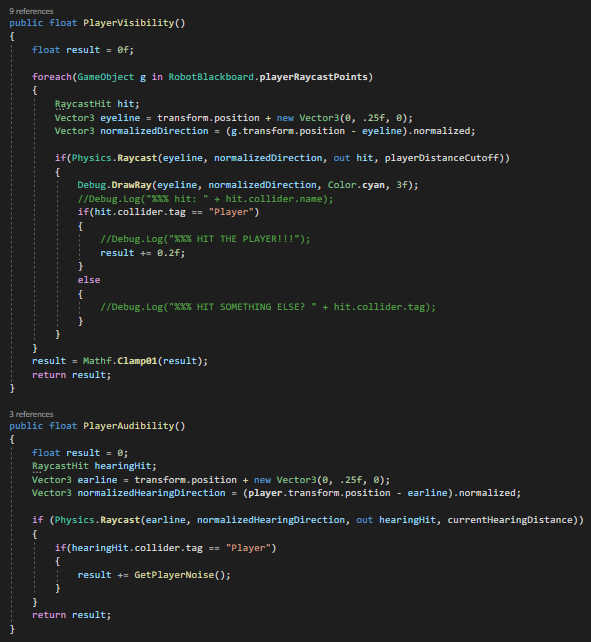 9 references
public float PlayerVisibility()
{
float result = 0f;
foreach(GameObject g in RobotBlackboard.playerRaycastPoints)
{
RaycastHit hit;
Vector3 eyeline = transform.position + new Vector3(0, .25f, 0);
Vector3 normalizedDirection = (g.transform.position - eyeline).normalized;
if(Physics.Raycast(eyeline, normalizedDirection, out hit, playerDistanceCutoff))
{
Debug.DrawRay(eyeline, normalizedDirection, Color.cyan, 3f);
//Debug.Log("%%% hit: " + hit.collider.name);
if(hit.collider.tag == "Player")
{
//Debug.Log("%%% HIT THE PLAYER!!!");
result += 0.2f;
}
else
{
//Debug.Log("%%% HIT SOMETHING ELSE? " + hit.collider.tag);
}
}
}
result = Mathf.Clamp01(result);
return result;
}
3 references
public float PlayerAudibility()
{
float result = 0;
RaycastHit hearingHit;
Vector3 earline = transform.position + new Vector3(0, .25f, 0);
Vector3 normalizedHearingDirection = (player.transform.position - earline).normalized;
if (Physics.Raycast(earline, normalizedHearingDirection, out hearingHit, currentHearingDistance))
{
if(hearingHit.collider.tag == "Player")
{
result += GetPlayerNoise();
}
}
return result;
}